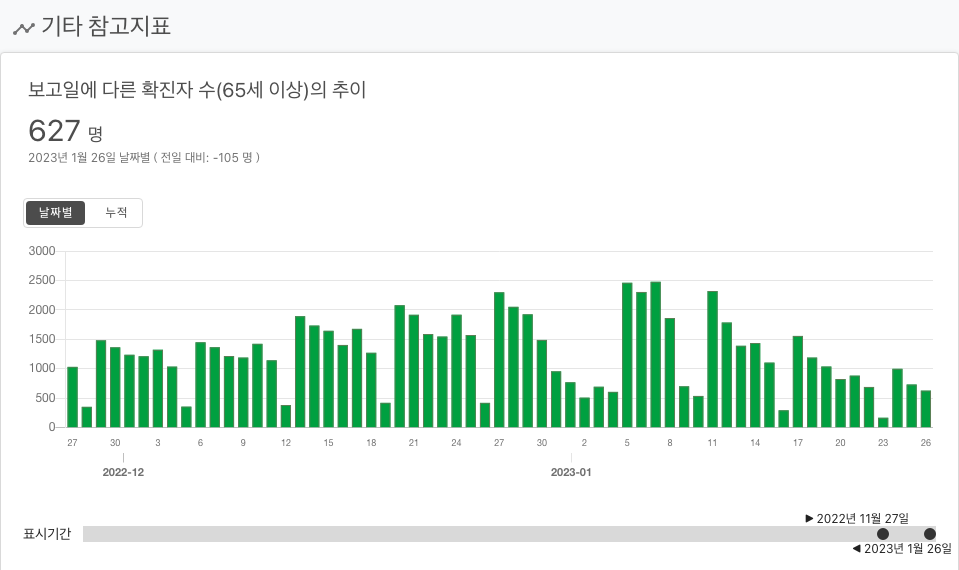 기타 참고지표
보고일에 다른 확진자 수(65세 이상)의 추이
627 명
2023년 1월 26일 날짜별 ( 전일 대비: -105 명 )
날짜별 누적
3000
2500
2000
1500
1000
500
0
27 30 3 6 9 12 15 18 21 24 27 30 2 5 8 11 14 17 20 23 26
2022-12 2023-01
▶ 2022년 11월 27일
표시기간
◀ 2023년 1월 26일